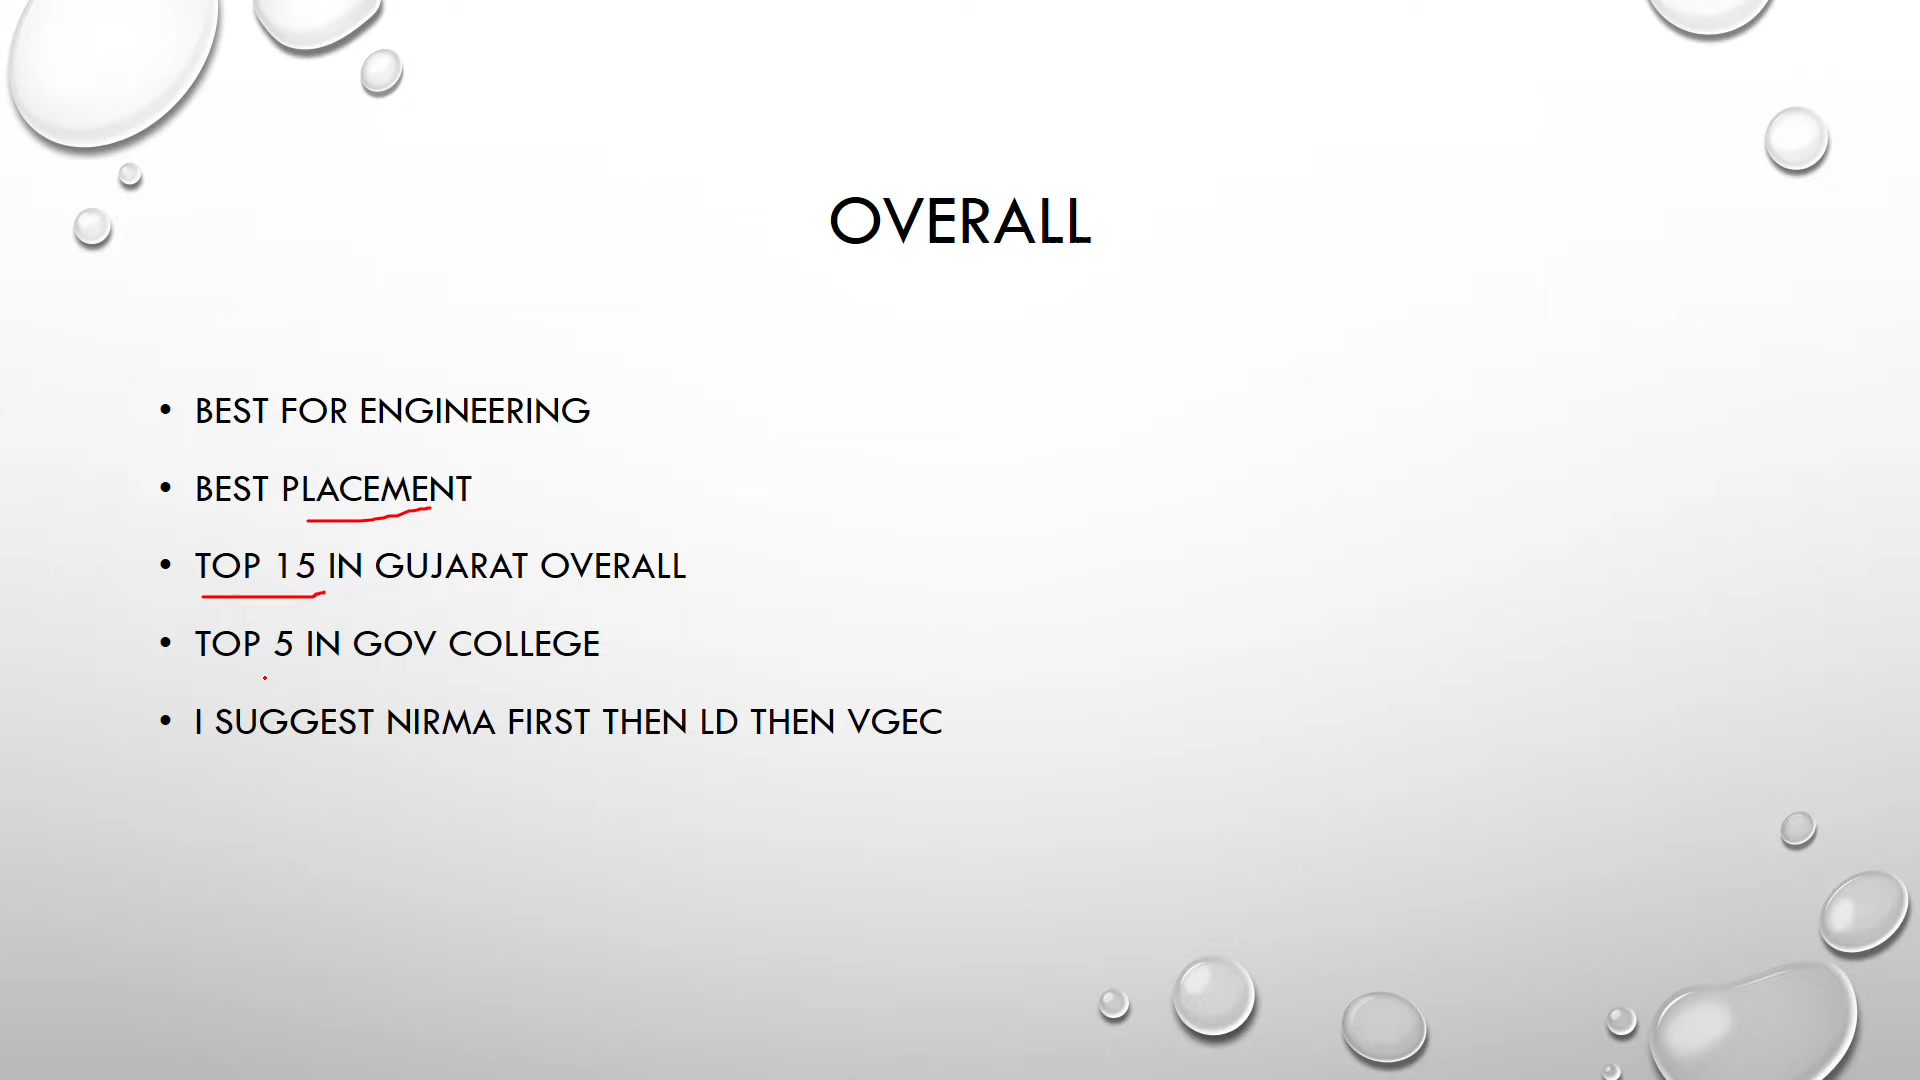 OVERALL
• BEST FOR ENGINEERING
• BEST PLACEMENT
• TOP 15 IN GUJARAT OVERALL
• TOP 5 IN GOV COLLEGE
• I SUGGEST NIRMA FIRST THEN LD THEN VGEC